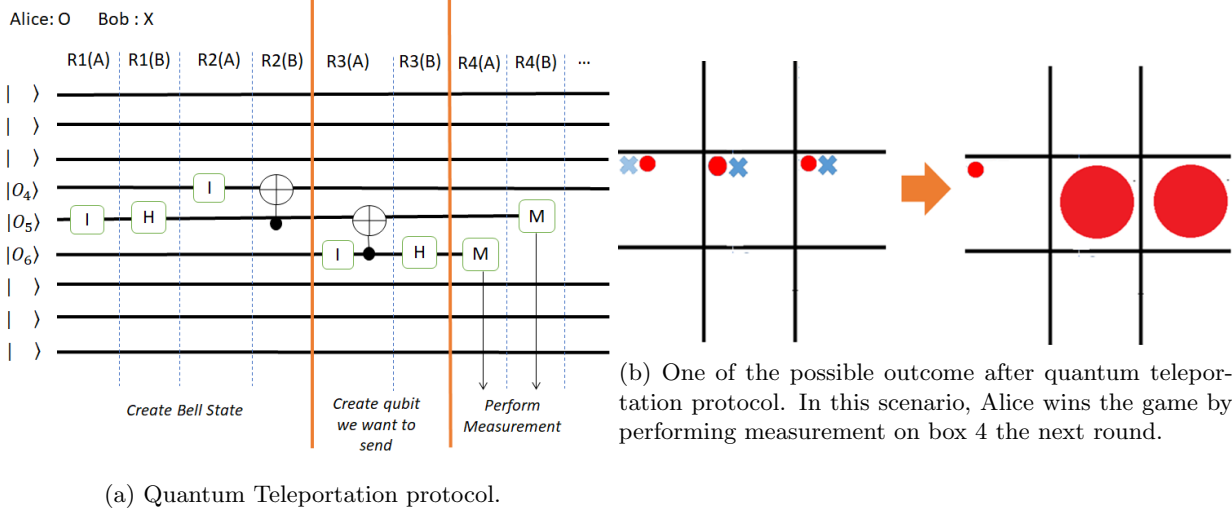 Alice: O Bob : X
R1(A) R1(B) R2(A) R2(B) R3(A) R3(B) R4(A) R4(B) ...
| ⟩
| ⟩
| ⟩
|O₄⟩ I
|O₅⟩ I H M
|O₆⟩ I H M
| ⟩
| ⟩
| ⟩
Create Bell State
Create qubit
we want to
send
Perform
Measurement
(a) Quantum Teleportation protocol.
(b) One of the possible outcome after quantum telepor-
tation protocol. In this scenario, Alice wins the game by
performing measurement on box 4 the next round.